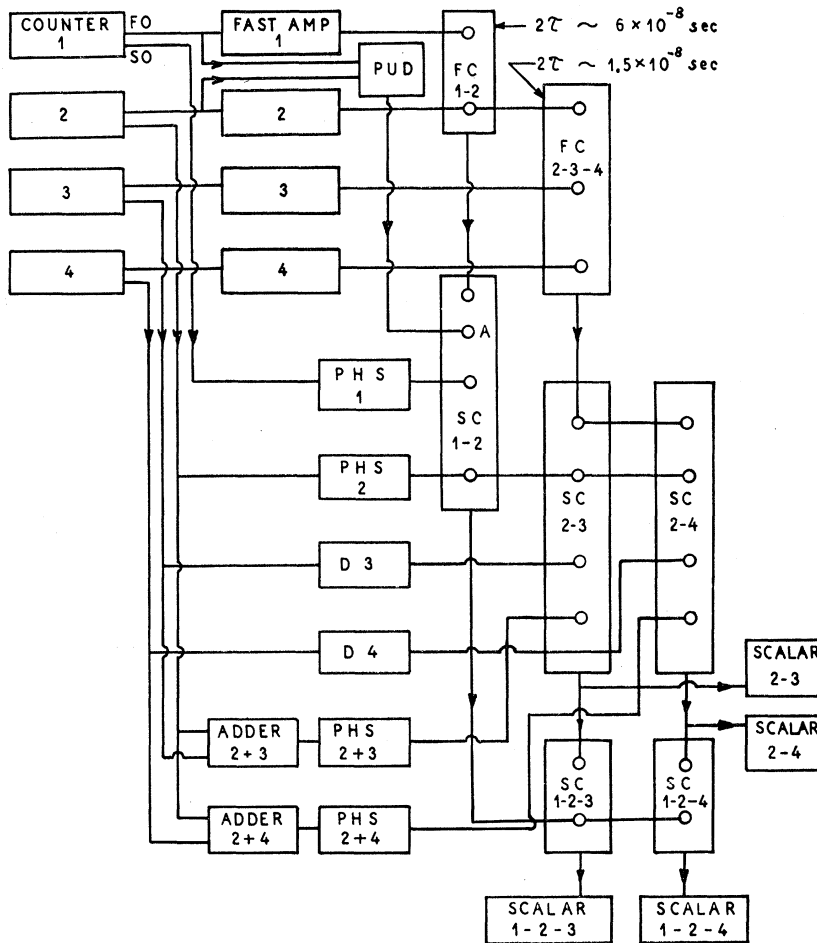 COUNTER
1
FO
SO
FAST AMP
1
PUD
FC
1-2
2τ ~ 6×10⁻⁸ sec
2τ ~ 1.5×10⁻⁸ sec
2
2
FC
2-3-4
3
3
4
4
A
PHS
1
SC
1-2
PHS
2
SC
2-3
SC
2-4
D 3
D 4
SCALAR
2-3
ADDER
2+3
PHS
2+3
SCALAR
2-4
SC
1-2-3
SC
1-2-4
ADDER
2+4
PHS
2+4
SCALAR
1-2-3
SCALAR
1-2-4